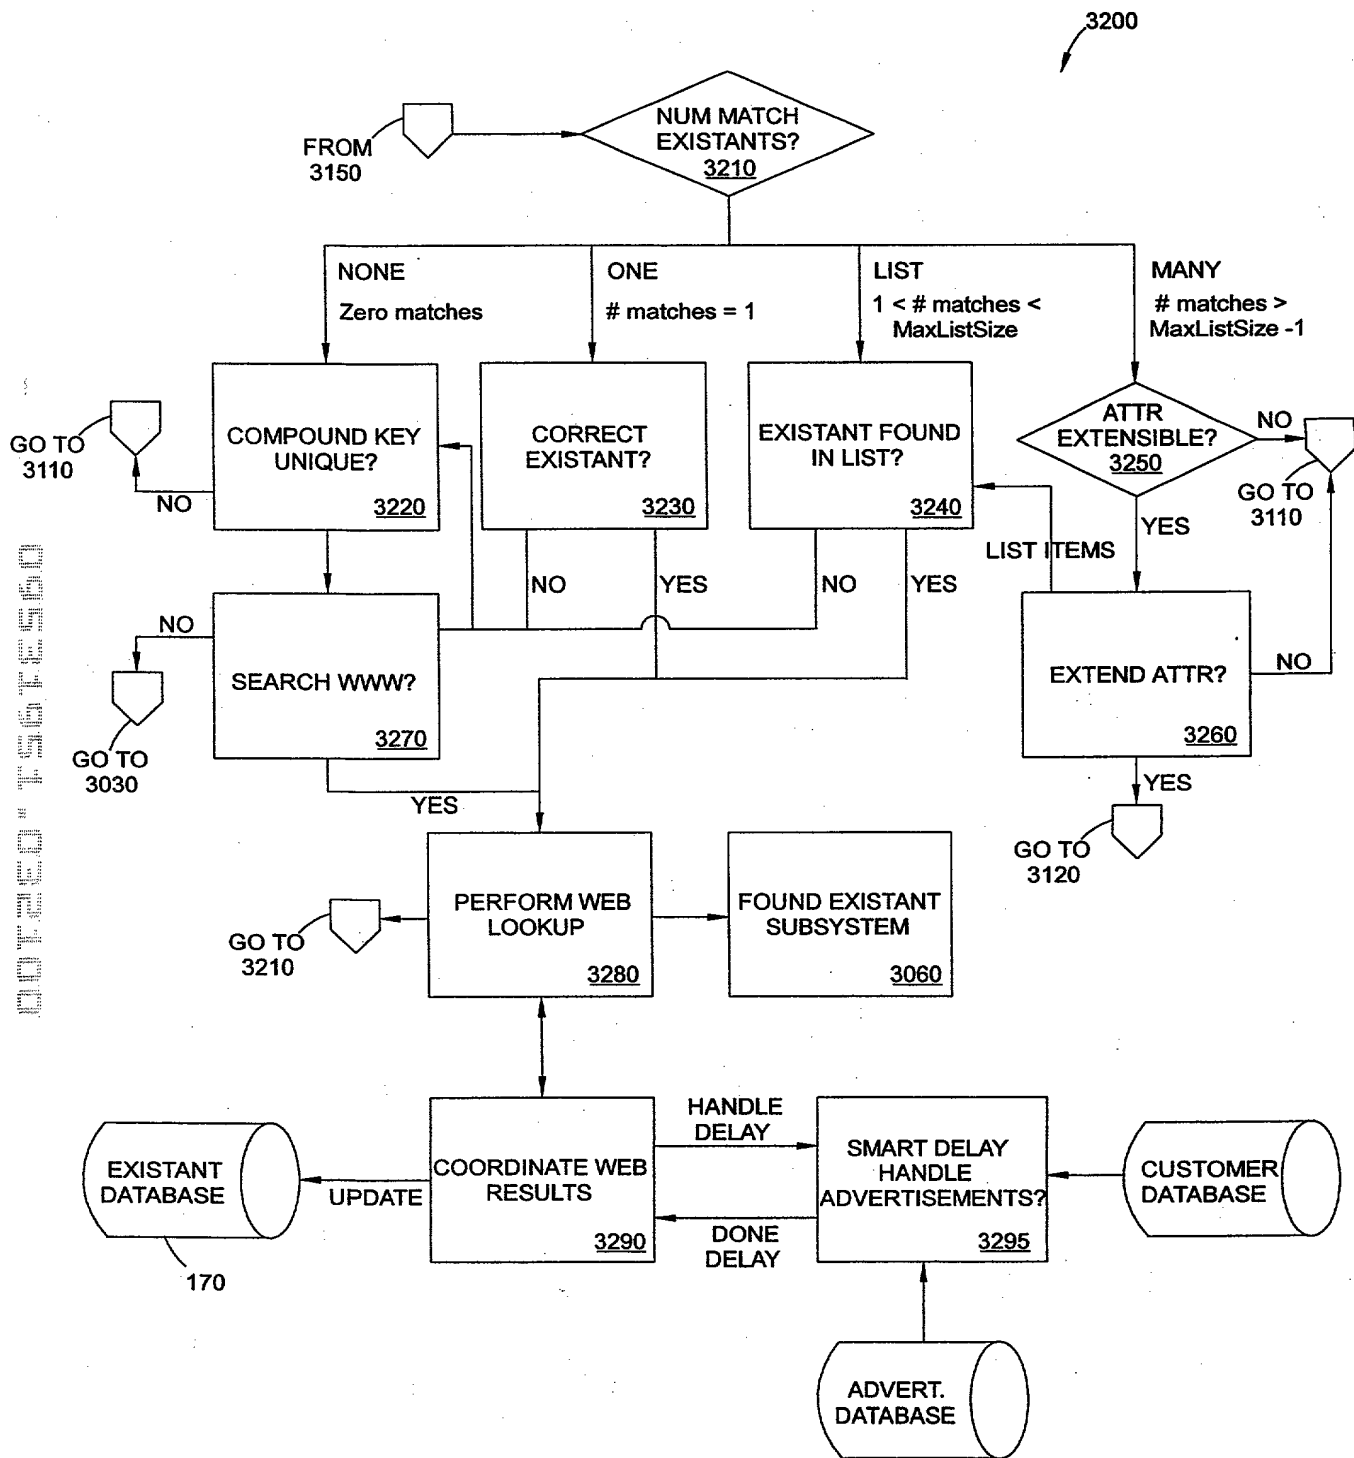 3200
NUM MATCH
EXISTANTS?
3210
FROM
3150
NONE
Zero matches
ONE
# matches = 1
LIST
1 < # matches <
MaxListSize
MANY
# matches >
MaxListSize -1
GO TO
3110
NO
COMPOUND KEY
UNIQUE?
3220
CORRECT
EXISTANT?
3230
EXISTANT FOUND
IN LIST?
3240
ATTR
EXTENSIBLE?
3250
NO
GO TO
3110
YES
LIST ITEMS
NO
YES
NO
YES
NO
SEARCH WWW?
3270
GO TO
3030
YES
EXTEND ATTR?
3260
NO
YES
GO TO
3120
GO TO
3210
PERFORM WEB
LOOKUP
3280
FOUND EXISTANT
SUBSYSTEM
3060
EXISTANT
DATABASE
170
UPDATE
COORDINATE WEB
RESULTS
3290
HANDLE
DELAY
DONE
DELAY
SMART DELAY
HANDLE
ADVERTISEMENTS?
3295
CUSTOMER
DATABASE
ADVERT.
DATABASE